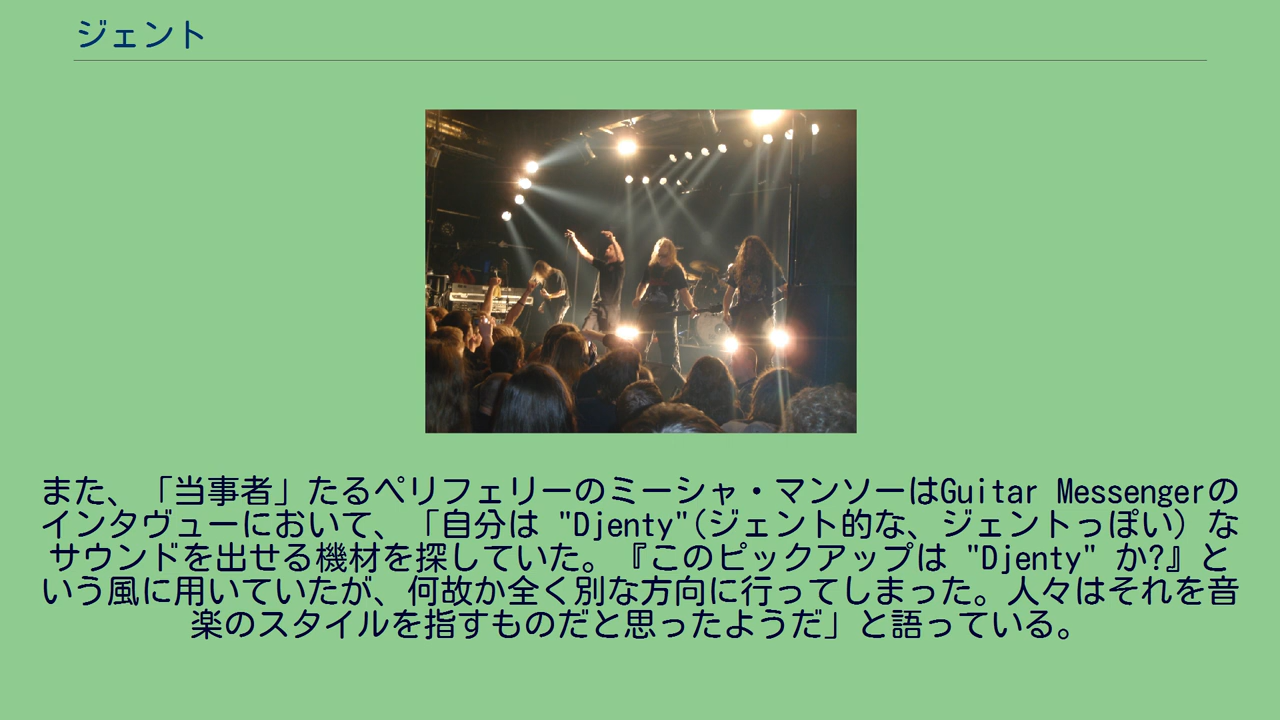 ジェント
また、「当事者」たるペリフェリーのミーシャ・マンソーはGuitar Messengerの
インタヴューにおいて、「自分は "Djenty"(ジェント的な、ジェントっぽい) な
サウンドを出せる機材を探していた。『このピックアップは "Djenty" か?』と
いう風に用いていたが、何故か全く別な方向に行ってしまった。人々はそれを音
楽のスタイルを指すものだと思ったようだ」と語っている。